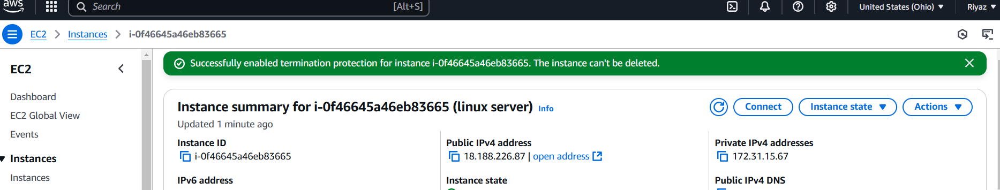 aws
Search [Alt+S] United States (Ohio) Riyaz
EC2 Instances i-0f46645a46eb83665
EC2
Dashboard
EC2 Global View
Events
Instances
Instances
Successfully enabled termination protection for instance i-0f46645a46eb83665. The instance can't be deleted.
Instance summary for i-0f46645a46eb83665 (linux server) Info
Connect Instance state Actions
Updated 1 minute ago
Instance ID
i-0f46645a46eb83665
Public IPv4 address
18.188.226.87 | open address
Private IPv4 addresses
172.31.15.67
IPv6 address
Instance state
Public IPv4 DNS